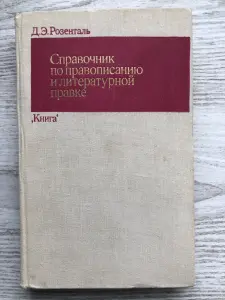 Д.Э.Розенталь
Справочник
по правописанию
и литературной
правке
„Книга“